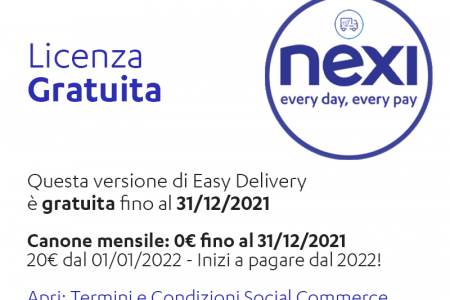 Licenza
Gratuita
nexi
every day, every pay
Questa versione di Easy Delivery
è gratuita fino al 31/12/2021
Canone mensile: 0€ fino al 31/12/2021
20€ dal 01/01/2022 - Inizi a pagare dal 2022!
Apri: Termini e Condizioni Social Commerce